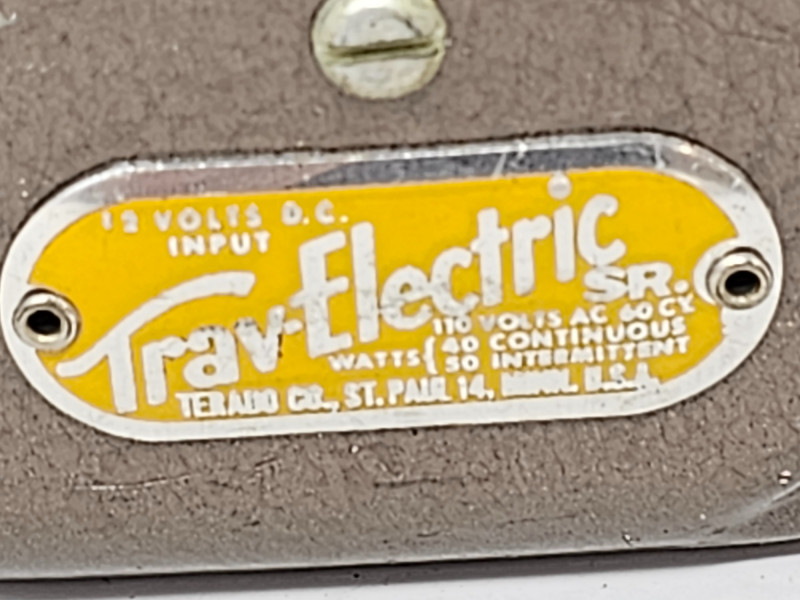 12 VOLTS D.C.
INPUT
Trav-Electric
SR.
110 VOLTS AC 60 CY.
WATTS { 40 CONTINUOUS
50 INTERMITTENT
TERADO CO., ST. PAUL 14, MINN. U.S.A.